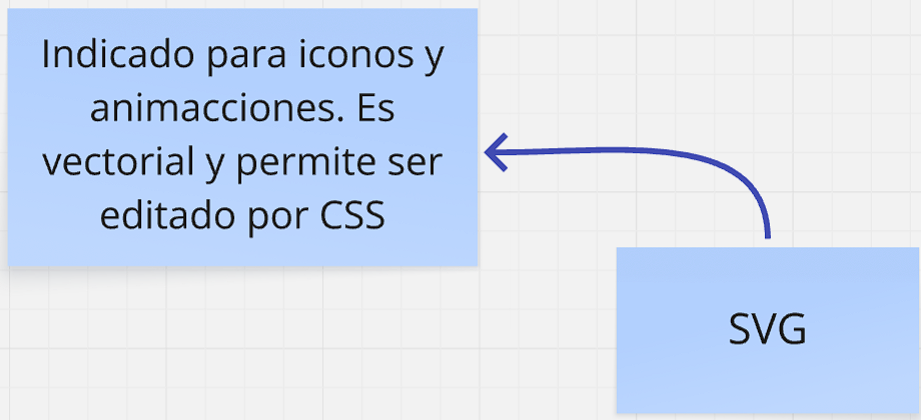 Indicado para iconos y
animacciones. Es
vectorial y permite ser
editado por CSS
SVG